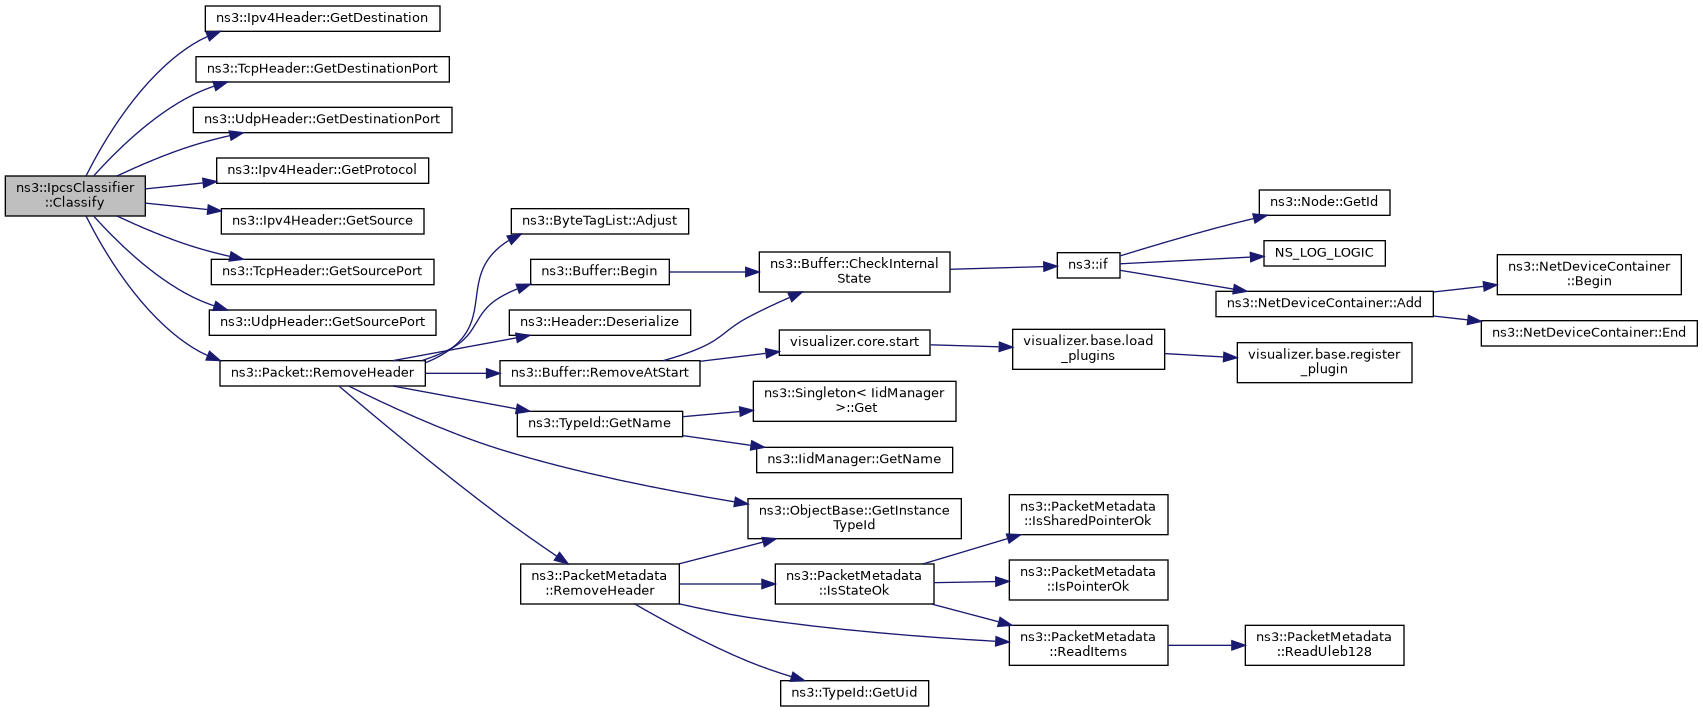 ns3::IpcsClassifier
::Classify
ns3::Ipv4Header::GetDestination
ns3::TcpHeader::GetDestinationPort
ns3::UdpHeader::GetDestinationPort
ns3::Ipv4Header::GetProtocol
ns3::Ipv4Header::GetSource
ns3::TcpHeader::GetSourcePort
ns3::UdpHeader::GetSourcePort
ns3::Packet::RemoveHeader
ns3::ByteTagList::Adjust
ns3::Buffer::Begin
ns3::Header::Deserialize
ns3::Buffer::RemoveAtStart
ns3::TypeId::GetName
ns3::PacketMetadata
::RemoveHeader
ns3::Buffer::CheckInternal
State
visualizer.core.start
ns3::Singleton< IidManager
>::Get
ns3::IidManager::GetName
ns3::ObjectBase::GetInstance
TypeId
ns3::PacketMetadata
::IsStateOk
ns3::TypeId::GetUid
ns3::if
visualizer.base.load
_plugins
ns3::PacketMetadata
::IsSharedPointerOk
ns3::PacketMetadata
::IsPointerOk
ns3::PacketMetadata
::ReadItems
ns3::Node::GetId
NS_LOG_LOGIC
ns3::NetDeviceContainer::Add
visualizer.base.register
_plugin
ns3::PacketMetadata
::ReadUleb128
ns3::NetDeviceContainer
::Begin
ns3::NetDeviceContainer::End